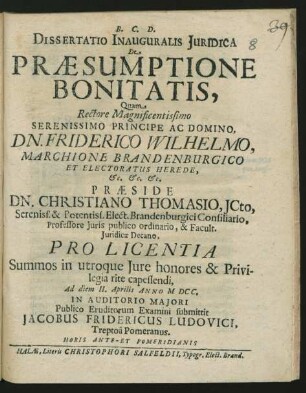 B. C. D.
DISSERTATIO INAUGURALIS JURIDICA
De
PRÆSUMPTIONE
BONITATIS,
Quam
Rectore Magnificentissimo
SERENISSIMO PRINCIPE AC DOMINO,
DN. FRIDERICO WILHELMO,
MARCHIONE BRANDENBURGICO
ET ELECTORATUS HEREDE,
&c. &c. &c.
PRÆSIDE
DN. CHRISTIANO THOMASIO, JCto,
Sereniss. & Potentiss. Elect. Brandenburgici Consiliario,
Professore Juris publico ordinario, & Facult.
Juridicæ Decano,
PRO LICENTIA
Summos in utroque Jure honores & Privi-
legia rite capessendi,
Ad diem II. Aprilis ANNO M DCC.
IN AUDITORIO MAJORI
Publico Eruditorum Examini submittit
JACOBUS FRIDERICUS LUDOVICI,
Treptoâ Pomeranus.
HORIS ANTE-ET POMERIDIANIS
HALÆ, Literis CHRISTOPHORI SALFELDII, Typogr. Elect. Brand.
8